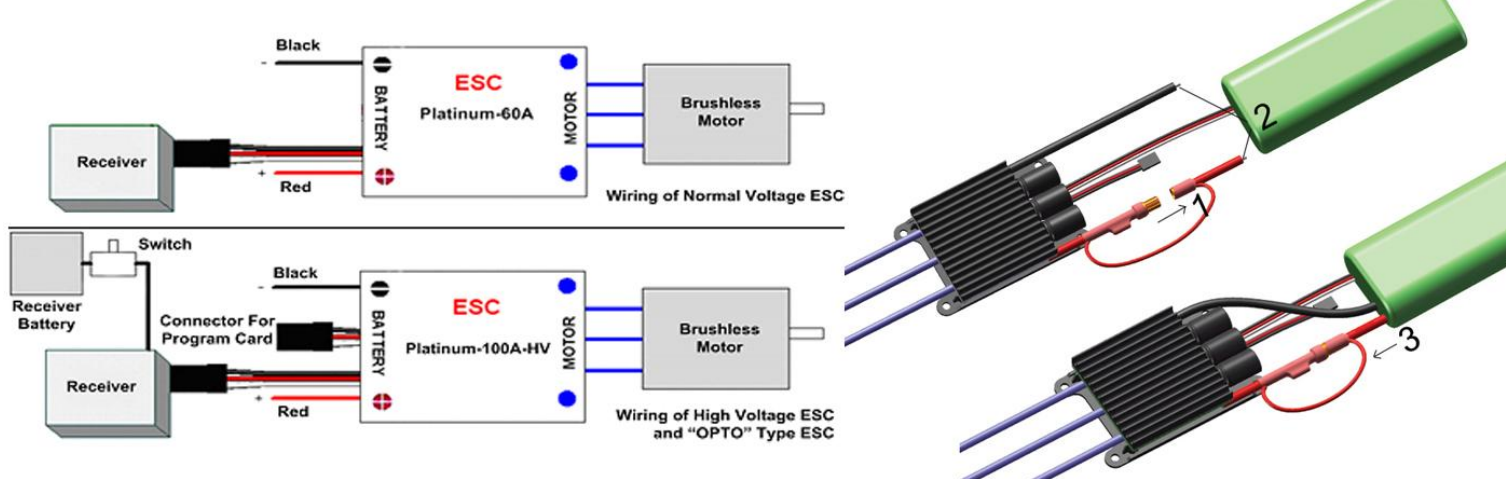 Black
-
ESC
Platinum-60A
BATTERY
MOTOR
Brushless
Motor
Receiver
+
Red
Wiring of Normal Voltage ESC
Switch
Receiver
Battery
Black
-
Connector For
Program Card
ESC
Platinum-100A-HV
BATTERY
MOTOR
Brushless
Motor
Receiver
+
Red
Wiring of High Voltage ESC
and “OPTO” Type ESC
2
1
3